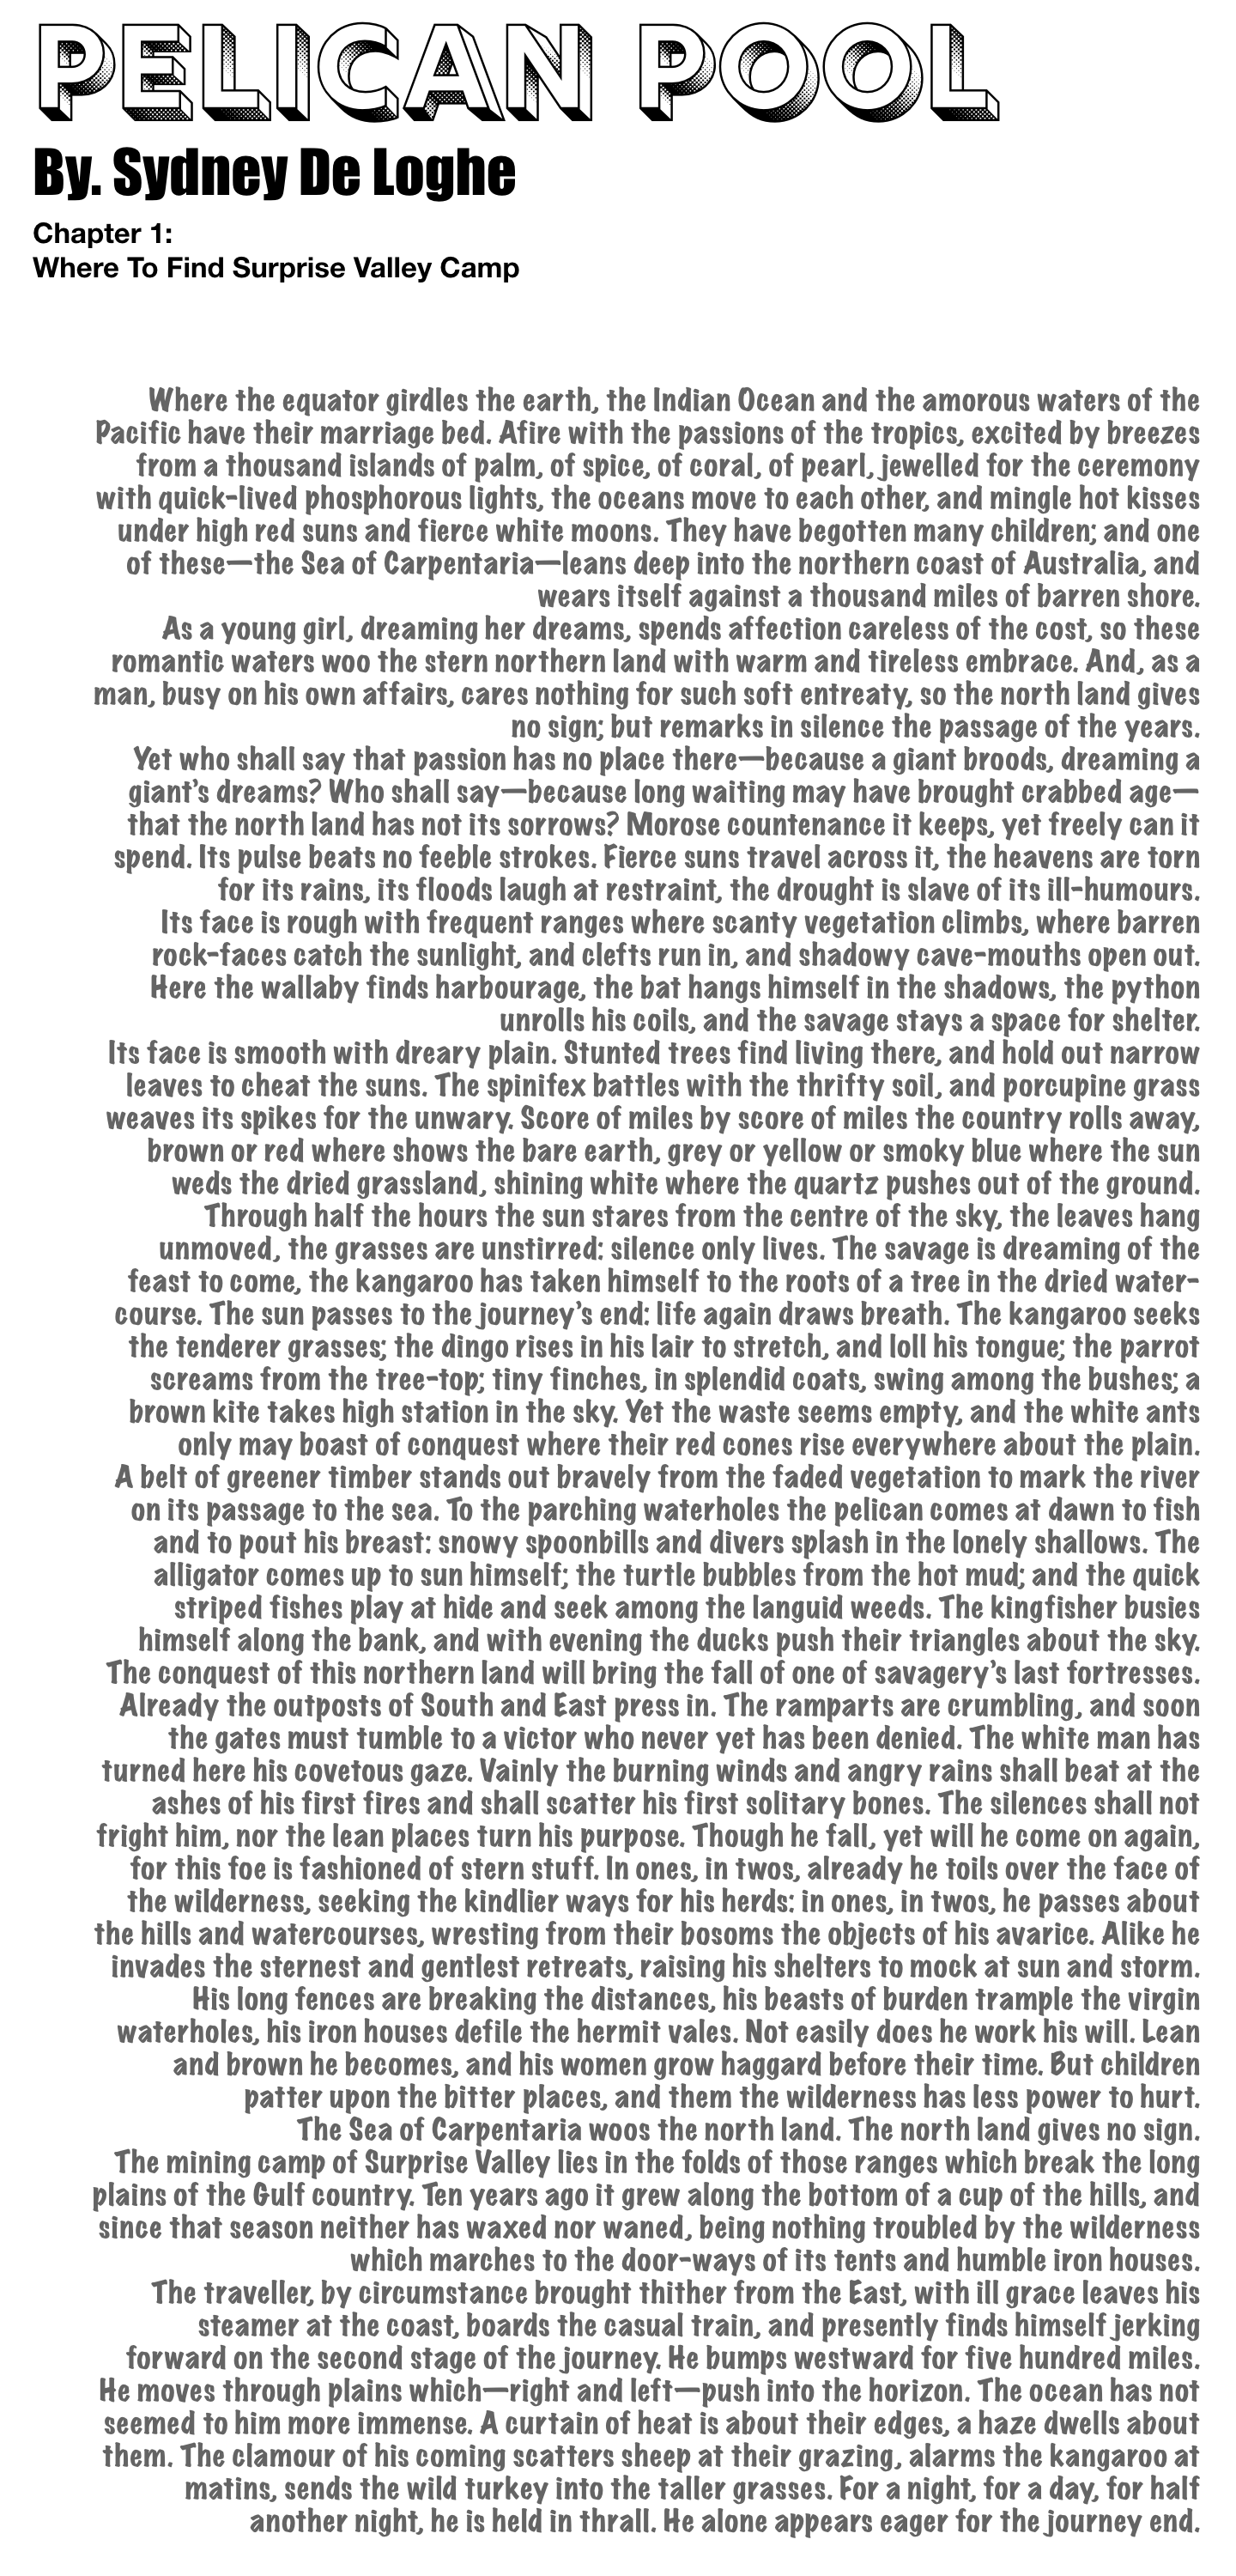 PELICAN POOL
By. Sydney De Loghe
Chapter 1:
Where To Find Surprise Valley Camp
Where the equator girdles the earth, the Indian Ocean and the amorous waters of the
Pacific have their marriage bed. Afire with the passions of the tropics, excited by breezes
from a thousand islands of palm, of spice, of coral, of pearl, jewelled for the ceremony
with quick-lived phosphorous lights, the oceans move to each other, and mingle hot kisses
under high red suns and fierce white moons. They have begotten many children; and one
of these—the Sea of Carpentaria—leans deep into the northern coast of Australia, and
wears itself against a thousand miles of barren shore.
As a young girl, dreaming her dreams, spends affection careless of the cost, so these
romantic waters woo the stern northern land with warm and tireless embrace. And, as a
man, busy on his own affairs, cares nothing for such soft entreaty, so the north land gives
no sign; but remarks in silence the passage of the years.
Yet who shall say that passion has no place there—because a giant broods, dreaming a
giant's dreams? Who shall say—because long waiting may have brought crabbed age—
that the north land has not its sorrows? Morose countenance it keeps, yet freely can it
spend. Its pulse beats no feeble strokes. Fierce suns travel across it, the heavens are torn
for its rains, its floods laugh at restraint, the drought is slave of its ill-humours.
Its face is rough with frequent ranges where scanty vegetation climbs, where barren
rock-faces catch the sunlight, and clefts run in, and shadowy cave-mouths open out.
Here the wallaby finds harbourage, the bat hangs himself in the shadows, the python
unrolls his coils, and the savage stays a space for shelter.
Its face is smooth with dreary plain. Stunted trees find living there, and hold out narrow
leaves to cheat the suns. The spinifex battles with the thrifty soil, and porcupine grass
weaves its spikes for the unwary. Score of miles by score of miles the country rolls away,
brown or red where shows the bare earth, grey or yellow or smoky blue where the sun
weds the dried grassland, shining white where the quartz pushes out of the ground.
Through half the hours the sun stares from the centre of the sky, the leaves hang
unmoved, the grasses are unstirred: silence only lives. The savage is dreaming of the
feast to come, the kangaroo has taken himself to the roots of a tree in the dried water-
course. The sun passes to the journey's end: life again draws breath. The kangaroo seeks
the tenderer grasses; the dingo rises in his lair to stretch, and loll his tongue; the parrot
screams from the tree-top; tiny finches, in splendid coats, swing among the bushes; a
brown kite takes high station in the sky. Yet the waste seems empty, and the white ants
only may boast of conquest where their red cones rise everywhere about the plain.
A belt of greener timber stands out bravely from the faded vegetation to mark the river
on its passage to the sea. To the parching waterholes the pelican comes at dawn to fish
and to pout his breast: snowy spoonbills and divers splash in the lonely shallows. The
alligator comes up to sun himself; the turtle bubbles from the hot mud; and the quick
striped fishes play at hide and seek among the languid weeds. The kingfisher busies
himself along the bank, and with evening the ducks push their triangles about the sky.
The conquest of this northern land will bring the fall of one of savagery's last fortresses.
Already the outposts of South and East press in. The ramparts are crumbling, and soon
the gates must tumble to a victor who never yet has been denied. The white man has
turned here his covetous gaze. Vainly the burning winds and angry rains shall beat at the
ashes of his first fires and shall scatter his first solitary bones. The silences shall not
fright him, nor the lean places turn his purpose. Though he fall, yet will he come on again,
for this foe is fashioned of stern stuff. In ones, in twos, already he toils over the face of
the wilderness, seeking the kindlier ways for his herds: in ones, in twos, he passes about
the hills and watercourses, wresting from their bosoms the objects of his avarice. Alike he
invades the sternest and gentlest retreats, raising his shelters to mock at sun and storm.
His long fences are breaking the distances, his beasts of burden trample the virgin
waterholes, his iron houses defile the hermit vales. Not easily does he work his will. Lean
and brown he becomes, and his women grow haggard before their time. But children
patter upon the bitter places, and them the wilderness has less power to hurt.
The Sea of Carpentaria woos the north land. The north land gives no sign.
The mining camp of Surprise Valley lies in the folds of those ranges which break the long
plains of the Gulf country. Ten years ago it grew along the bottom of a cup of the hills, and
since that season neither has waxed nor waned, being nothing troubled by the wilderness
which marches to the door-ways of its tents and humble iron houses.
The traveller, by circumstance brought thither from the East, with ill grace leaves his
steamer at the coast, boards the casual train, and presently finds himself jerking
forward on the second stage of the journey. He bumps westward for five hundred miles.
He moves through plains which—right and left—push into the horizon. The ocean has not
seemed to him more immense. A curtain of heat is about their edges, a haze dwells about
them. The clamour of his coming scatters sheep at their grazing, alarms the kangaroo at
matins, sends the wild turkey into the taller grasses. For a night, for a day, for half
another night, he is held in thrall. He alone appears eager for the journey end.